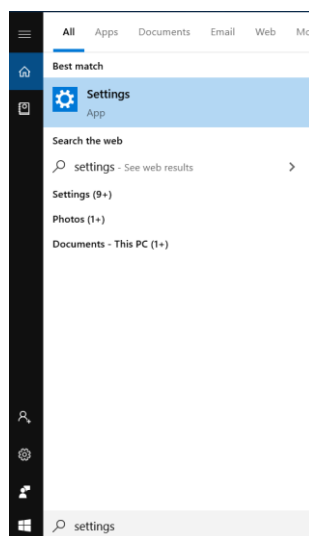 All Apps Documents Email Web Mo
Best match
Settings
App
Search the web
settings - See web results
Settings (9+)
Photos (1+)
Documents - This PC (1+)
settings